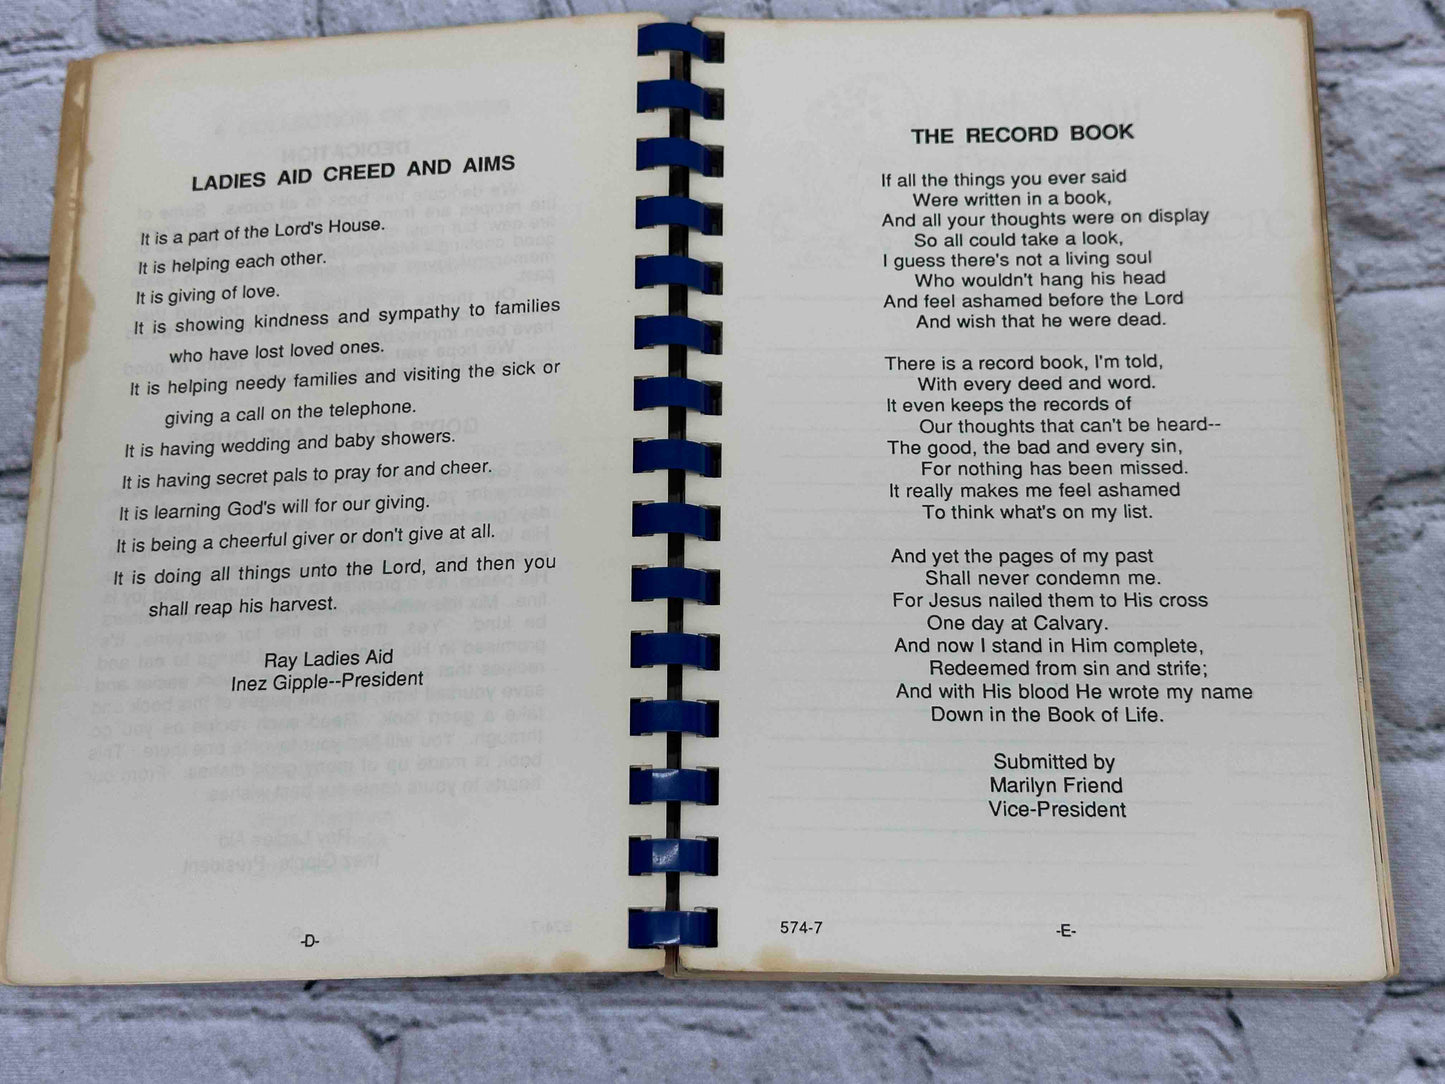 LADIES AID CREED AND AIMS
It is a part of the Lord's House.
It is helping each other.
It is giving of love.
It is showing kindness and sympathy to families
who have lost loved ones.
It is helping needy families and visiting the sick or
giving a call on the telephone.
It is having wedding and baby showers.
It is having secret pals to pray for and cheer.
It is learning God's will for our giving.
It is being a cheerful giver or don't give at all.
It is doing all things unto the Lord, and then you
shall reap his harvest.
Ray Ladies Aid
Inez Gipple--President
-D-
THE RECORD BOOK
If all the things you ever said
Were written in a book,
And all your thoughts were on display
So all could take a look,
I guess there's not a living soul
Who wouldn't hang his head
And feel ashamed before the Lord
And wish that he were dead.
There is a record book, I'm told,
With every deed and word.
It even keeps the records of
Our thoughts that can't be heard--
The good, the bad and every sin,
For nothing has been missed.
It really makes me feel ashamed
To think what's on my list.
And yet the pages of my past
Shall never condemn me.
For Jesus nailed them to His cross
One day at Calvary.
And now I stand in Him complete,
Redeemed from sin and strife;
And with His blood He wrote my name
Down in the Book of Life.
Submitted by
Marilyn Friend
Vice-President
574-7
-E-